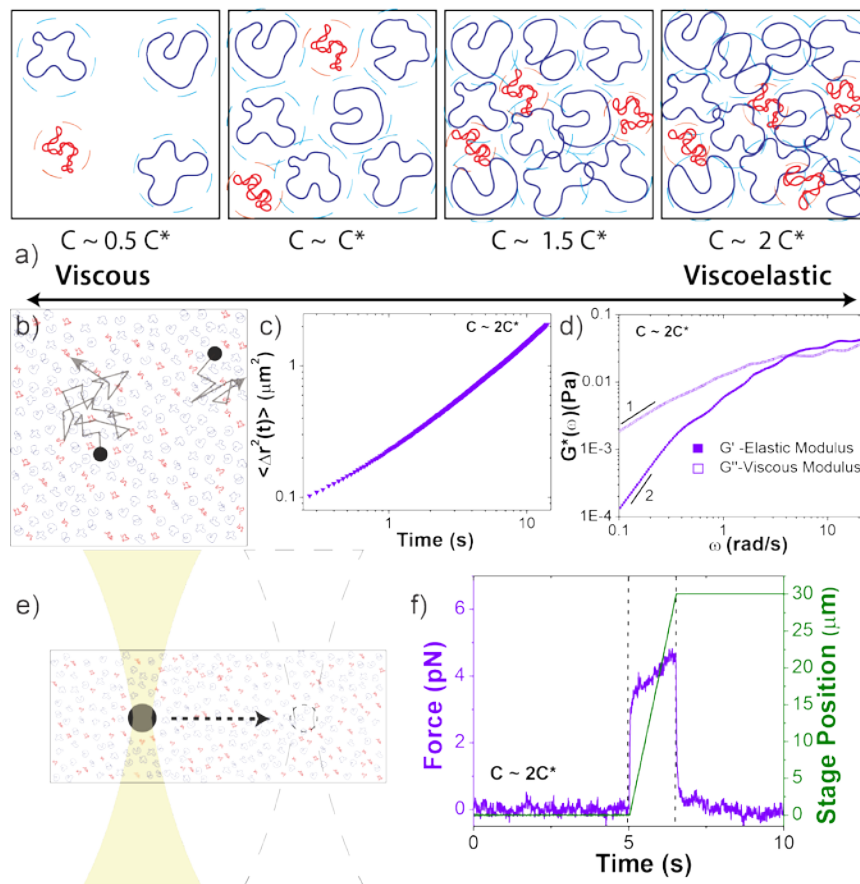 C ~ 0.5 C*
C ~ C*
C ~ 1.5 C*
C ~ 2 C*
a)
Viscous
Viscoelastic
b)
c)
C ~ 2C*
1
0.1
<Δr²(t)> (μm²)
1
10
Time (s)
d)
C ~ 2C*
0.1
0.01
1E-3
1E-4
G*(ω)(Pa)
1
2
G' -Elastic Modulus
G''-Viscous Modulus
0.1
1
10
ω (rad/s)
e)
f)
6
4
2
0
Force (pN)
C ~ 2C*
30
25
20
15
10
5
0
Stage Position (μm)
0
5
10
Time (s)